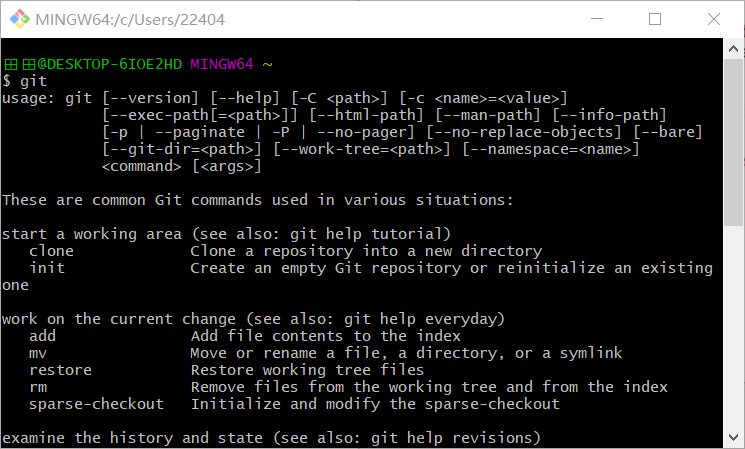 MINGW64:/c/Users/22404
@DESKTOP-6IOE2HD MINGW64 ~
$ git
usage: git [--version] [--help] [-C <path>] [-c <name>=<value>]
[--exec-path[=<path>]] [--html-path] [--man-path] [--info-path]
[-p | --paginate | -P | --no-pager] [--no-replace-objects] [--bare]
[--git-dir=<path>] [--work-tree=<path>] [--namespace=<name>]
<command> [<args>]
These are common Git commands used in various situations:
start a working area (see also: git help tutorial)
clone Clone a repository into a new directory
init Create an empty Git repository or reinitialize an existing
one
work on the current change (see also: git help everyday)
add Add file contents to the index
mv Move or rename a file, a directory, or a symlink
restore Restore working tree files
rm Remove files from the working tree and from the index
sparse-checkout Initialize and modify the sparse-checkout
examine the history and state (see also: git help revisions)